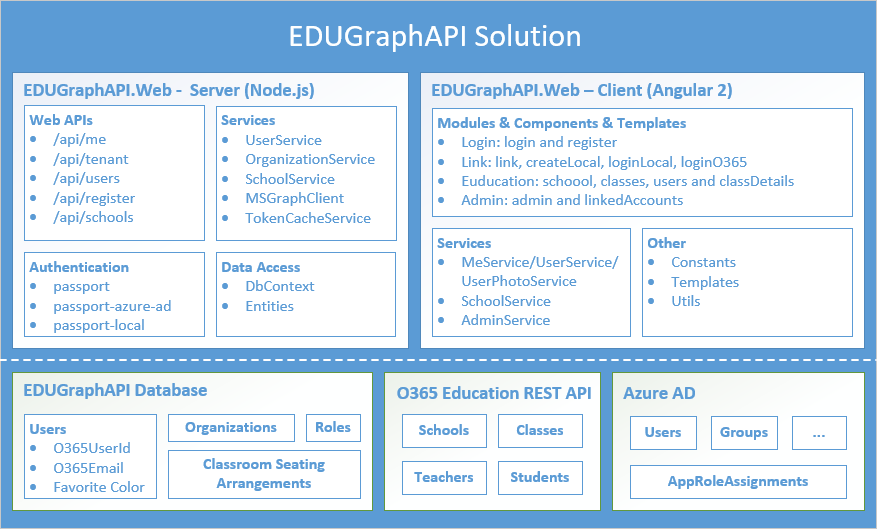 EDUGraphAPI Solution
EDUGraphAPI.Web -  Server (Node.js)
Web APIs
• /api/me
• /api/tenant
• /api/users
• /api/register
• /api/schools
Services
• UserService
• OrganizationService
• SchoolService
• MSGraphClient
• TokenCacheService
Authentication
• passport
• passport-azure-ad
• passport-local
Data Access
• DbContext
• Entities
EDUGraphAPI.Web – Client (Angular 2)
Modules & Components & Templates
• Login: login and register
• Link: link, createLocal, loginLocal, loginO365
• Euducation: schoool, classes, users and classDetails
• Admin: admin and linkedAccounts
Services
• MeService/UserService/
UserPhotoService
• SchoolService
• AdminService
Other
• Constants
• Templates
• Utils
EDUGraphAPI Database
Users
• O365UserId
• O365Email
• Favorite Color
Organizations
Roles
Classroom Seating
Arrangements
O365 Education REST API
Schools
Classes
Teachers
Students
Azure AD
Users
Groups
...
AppRoleAssignments